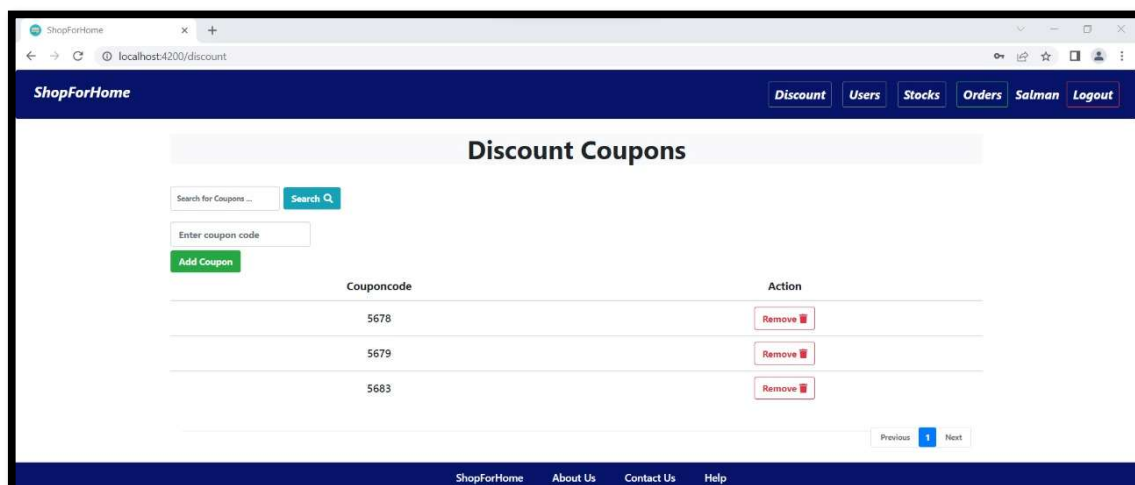 ShopForHome
localhost:4200/discount
ShopForHome Discount Users Stocks Orders Salman Logout
Discount Coupons
Search for Coupons ... Search
Enter coupon code
Add Coupon
Couponcode Action
5678 Remove
5679 Remove
5683 Remove
Previous 1 Next
ShopForHome About Us Contact Us Help